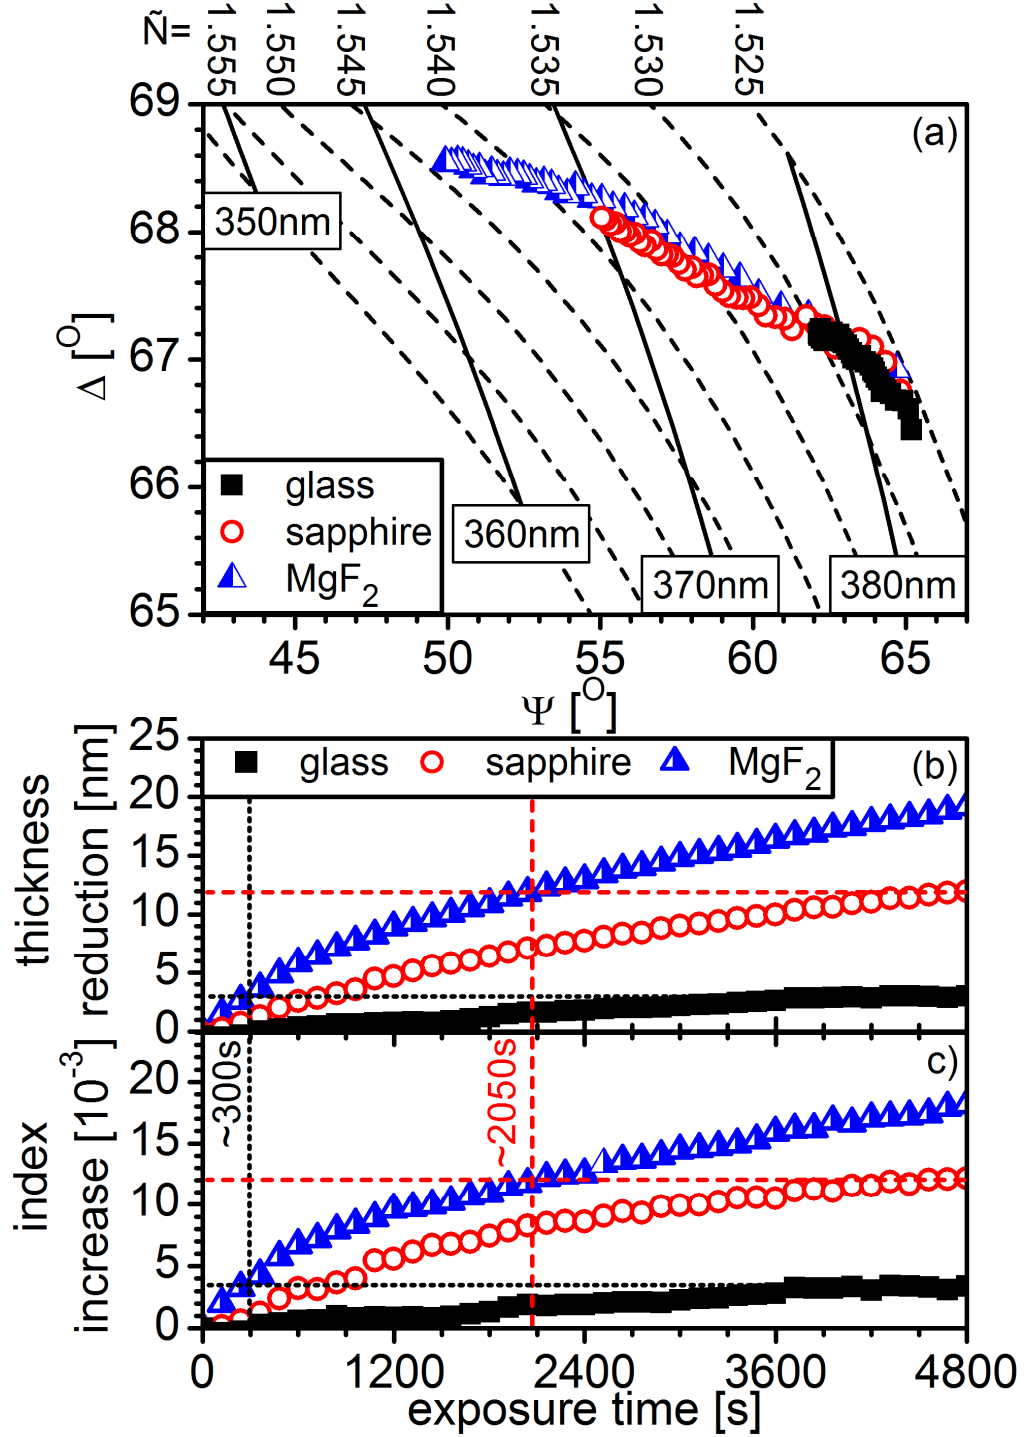 Ñ= 1.555 1.550 1.545 1.540 1.535 1.530 1.525
69
68
67
66
65
Δ [O]
(a)
350nm
360nm
370nm
380nm
glass
sapphire
MgF2
45 50 55 60 65
Ψ [O]
25
20
15
10
5
0
thickness
reduction [nm]
glass sapphire MgF2
(b)
20
15
10
5
0
index
increase [10-3]
c)
~300s
~2050s
0 1200 2400 3600 4800
exposure time [s]